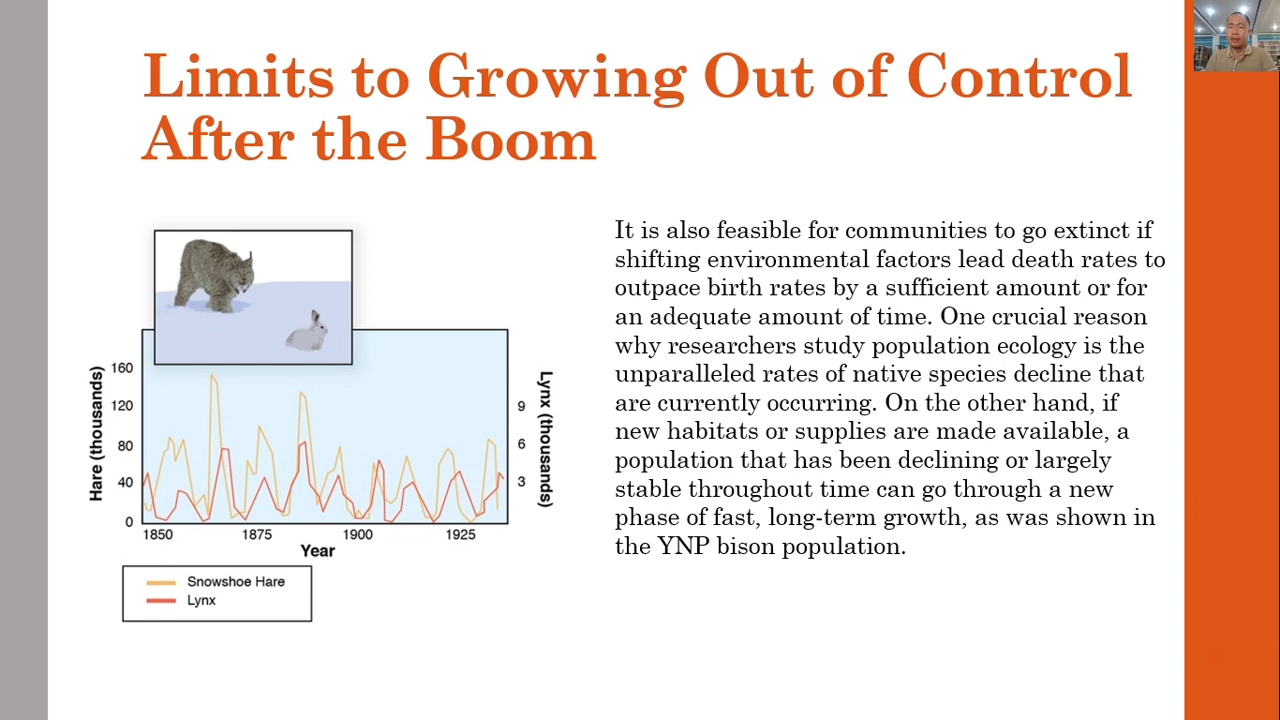 Limits to Growing Out of Control
After the Boom
It is also feasible for communities to go extinct if
shifting environmental factors lead death rates to
outpace birth rates by a sufficient amount or for
an adequate amount of time. One crucial reason
why researchers study population ecology is the
unparalleled rates of native species decline that
are currently occurring. On the other hand, if
new habitats or supplies are made available, a
population that has been declining or largely
stable throughout time can go through a new
phase of fast, long-term growth, as was shown in
the YNP bison population.
Hare (thousands)
160
120
80
40
0
Lynx (thousands)
9
6
3
1850 1875 1900 1925
Year
Snowshoe Hare
Lynx